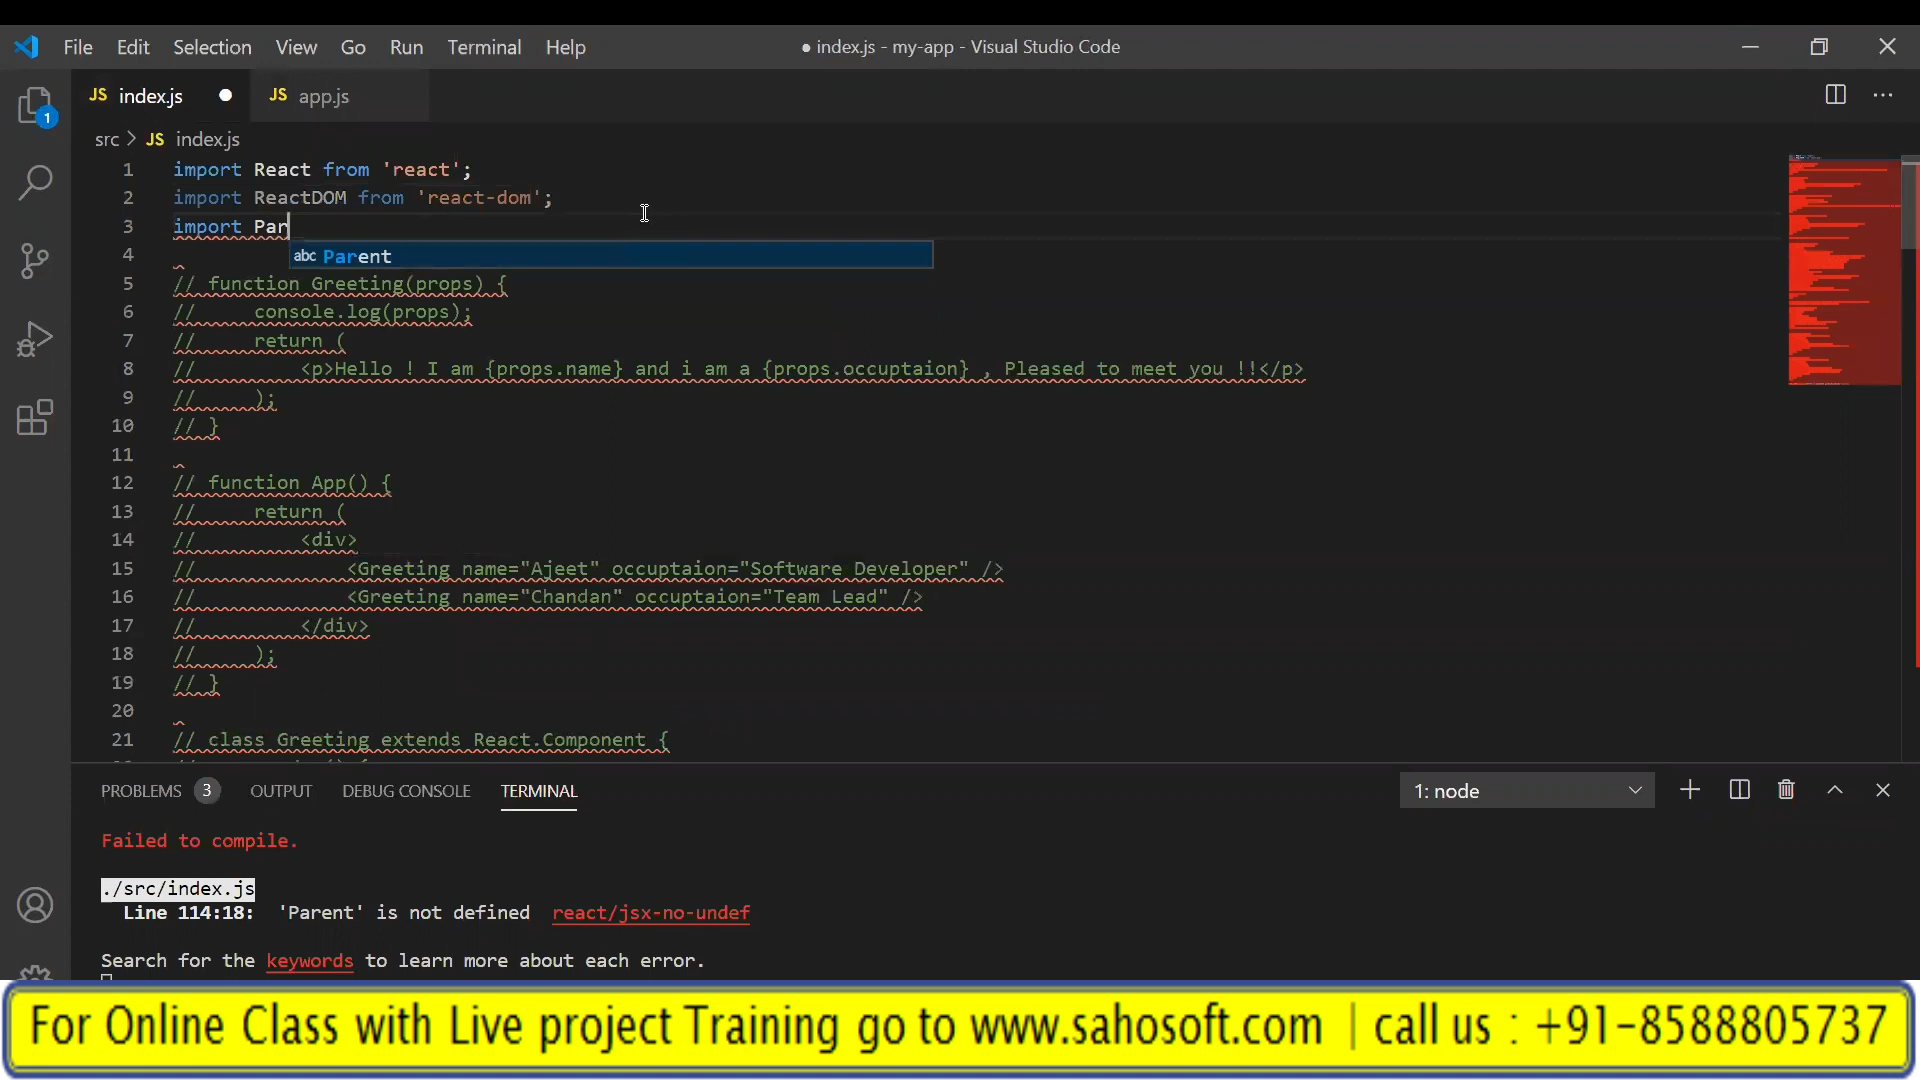 File Edit Selection View Go Run Terminal Help ● index.js - my-app - Visual Studio Code
JS index.js ● JS app.js
src > JS index.js
1 import React from 'react';
2 import ReactDOM from 'react-dom';
3 import Par
abc Parent
4
5 // function Greeting(props) {
6 //     console.log(props);
7 //     return (
8 //         <p>Hello ! I am {props.name} and i am a {props.occuptaion} , Pleased to meet you !!</p>
9 //     );
10 // }
11
12 // function App() {
13 //     return (
14 //         <div>
15 //             <Greeting name="Ajeet" occuptaion="Software Developer" />
16 //             <Greeting name="Chandan" occuptaion="Team Lead" />
17 //         </div>
18 //     );
19 // }
20
21 // class Greeting extends React.Component {
PROBLEMS 3 OUTPUT DEBUG CONSOLE TERMINAL 1: node
Failed to compile.
./src/index.js
Line 114:18: 'Parent' is not defined react/jsx-no-undef
Search for the keywords to learn more about each error.
1
For Online Class with Live project Training go to www.sahosoft.com | call us : +91-8588805737